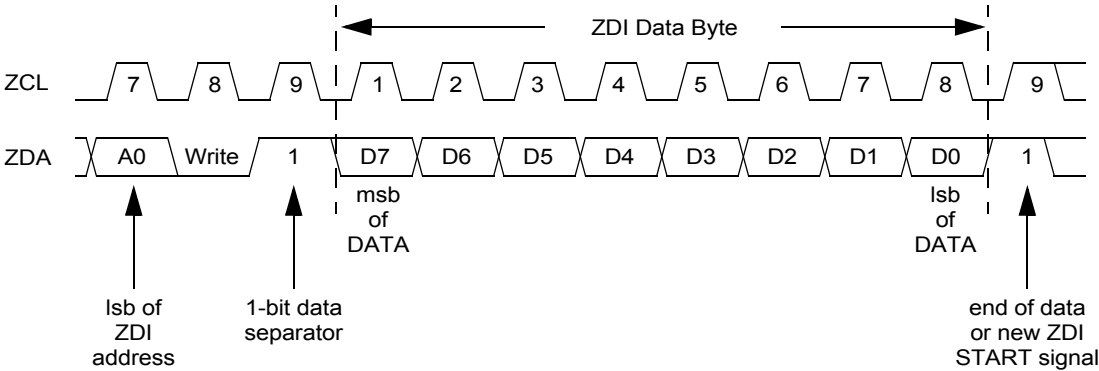 ZDI Data Byte
ZCL 7 8 9 1 2 3 4 5 6 7 8 9
ZDA A0 Write 1 D7 D6 D5 D4 D3 D2 D1 D0 1
msb
of
DATA
lsb
of
DATA
lsb of
ZDI
address
1-bit data
separator
end of data
or new ZDI
START signal